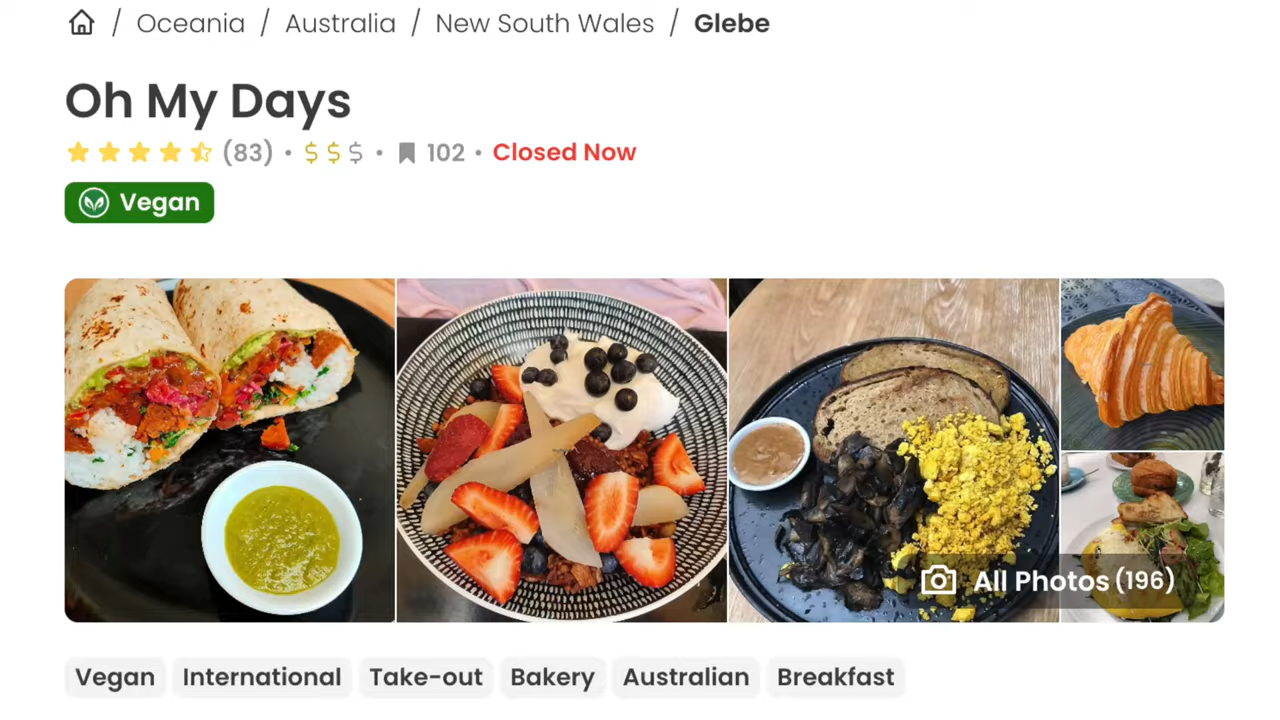 / Oceania / Australia / New South Wales / Glebe
Oh My Days
(83) • $ $ $ • 102 • Closed Now
Vegan
All Photos (196)
Vegan International Take-out Bakery Australian Breakfast